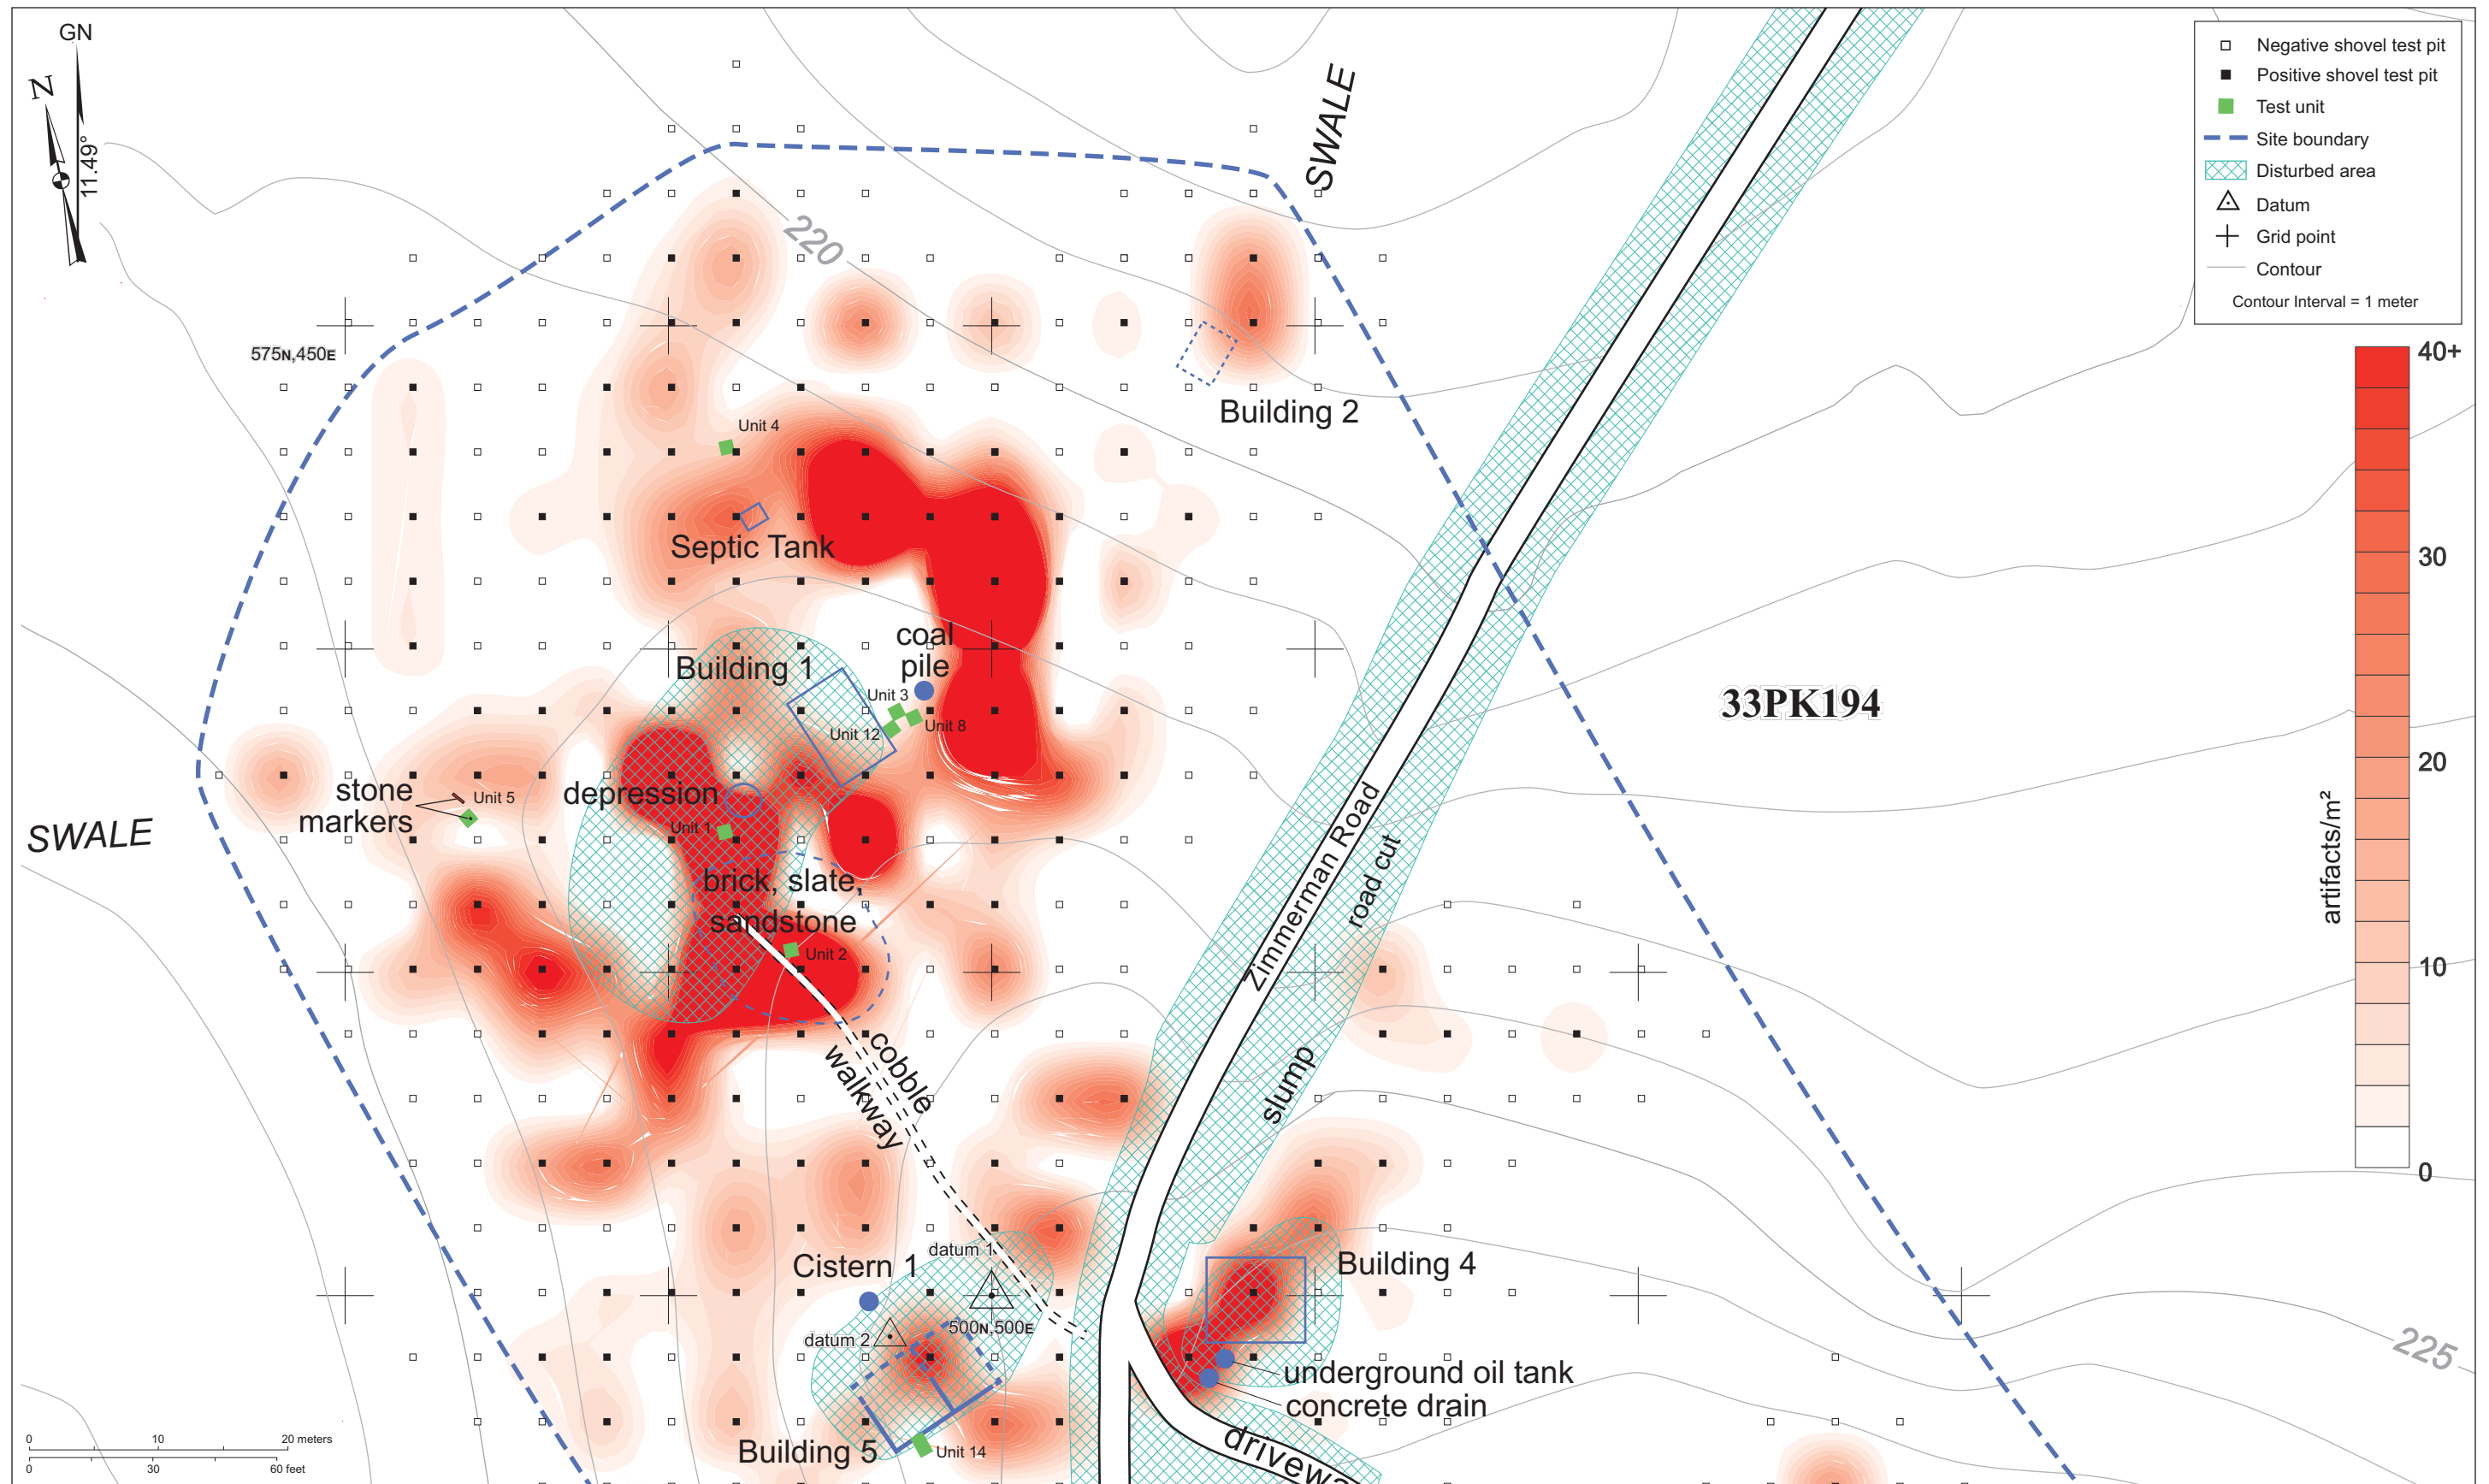 GN
N
11.49°
SWALE
220
575N,450E
Building 2
Unit 4
Septic Tank
coal
pile
Building 1
Unit 3
Unit 8
Unit 12
33PK194
stone
markers
Unit 5
depression
Unit 1
SWALE
brick, slate,
sandstone
Unit 2
Zimmerman Road
road cut
slump
cobble
walkway
datum 1
Cistern 1
Building 4
500N,500E
datum 2
underground oil tank
concrete drain
225
Building 5
Unit 14
0 10 20 meters
0 30 60 feet
Negative shovel test pit
Positive shovel test pit
Test unit
Site boundary
Disturbed area
Datum
Grid point
Contour
Contour Interval = 1 meter
40+
30
20
10
0
artifacts/m²